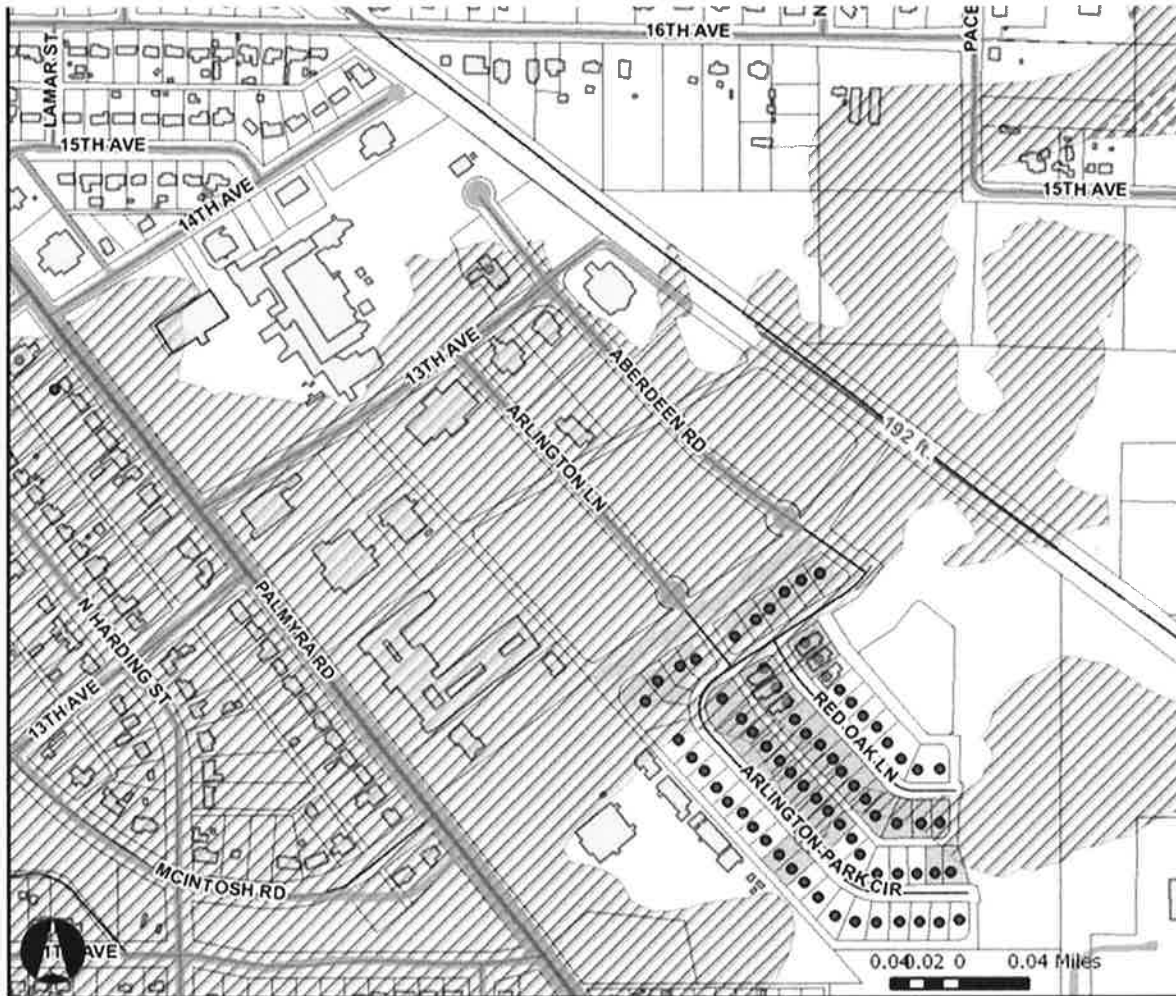 16TH AVE
N
PACE
LAMAR ST
15TH AVE
14TH AVE
15TH AVE
13TH AVE
ABERDEEN RD
ARLINGTON LN
192 ft.
PALMYRA RD
N HARDING ST
13TH AVE
RED OAK LN
ARLINGTON PARK CIR
MCINTOSH RD
AVE
0.04 0.02 0 0.04 Miles